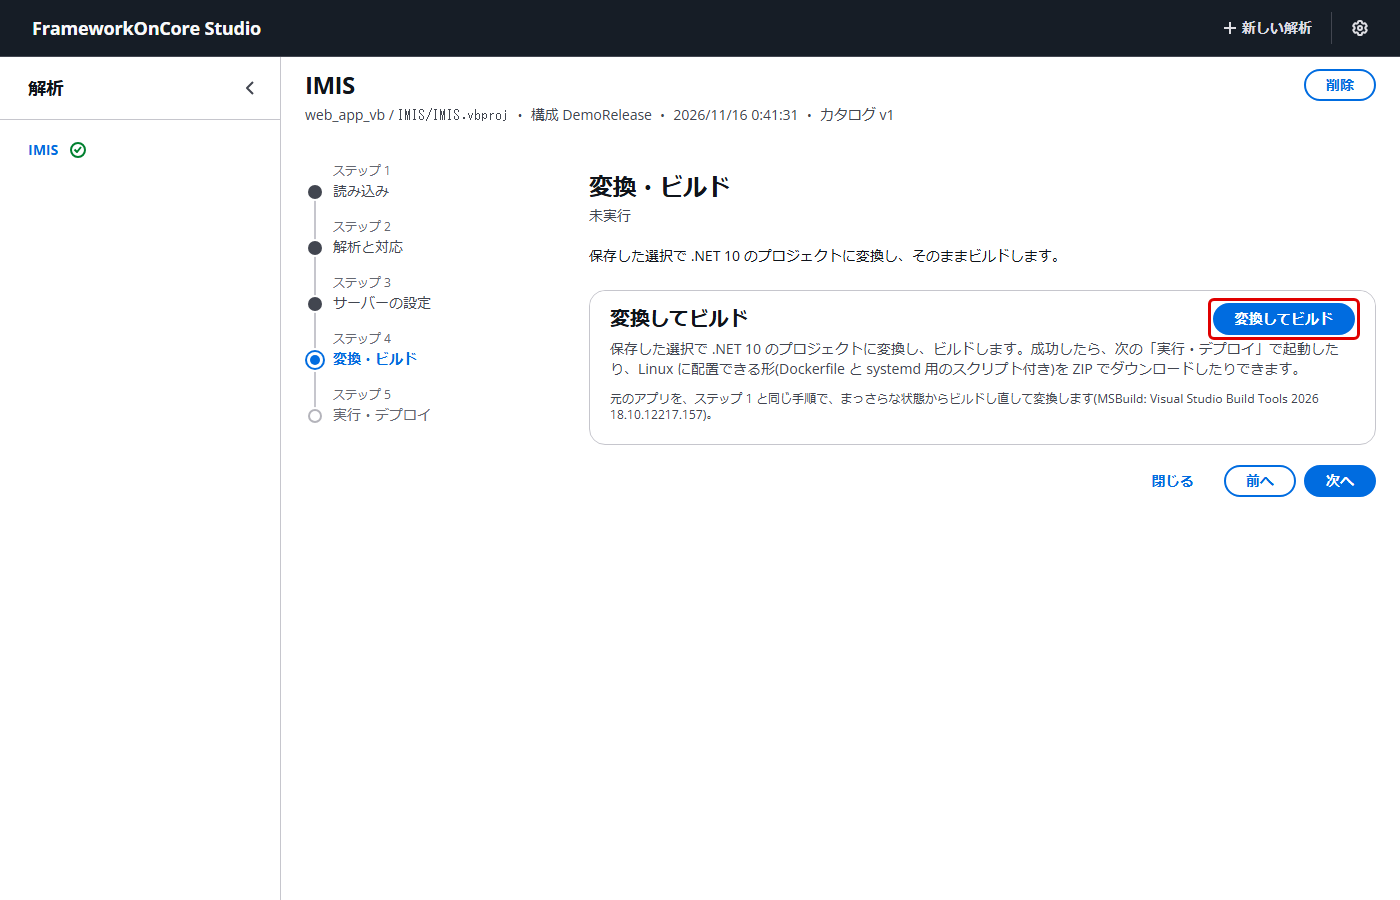 FrameworkOnCore Studio
新しい解析
解析
IMIS
IMIS
削除
web_app_vb / IMIS/IMIS.vbproj ・ 構成 DemoRelease ・ 2026/11/16 0:41:31 ・ カタログ v1
ステップ 1
読み込み
ステップ 2
解析と対応
ステップ 3
サーバーの設定
ステップ 4
変換・ビルド
ステップ 5
実行・デプロイ
変換・ビルド
未実行
保存した選択で .NET 10 のプロジェクトに変換し、そのままビルドします。
変換してビルド
変換してビルド
保存した選択で .NET 10 のプロジェクトに変換し、ビルドします。成功したら、次の「実行・デプロイ」で起動した
り、Linux に配置できる形(Dockerfile と systemd 用のスクリプト付き)を ZIP でダウンロードしたりできます。
元のアプリを、ステップ 1 と同じ手順で、まっさらな状態からビルドし直して変換します(MSBuild: Visual Studio Build Tools 2026
18.10.12217.157)。
閉じる
前へ
次へ